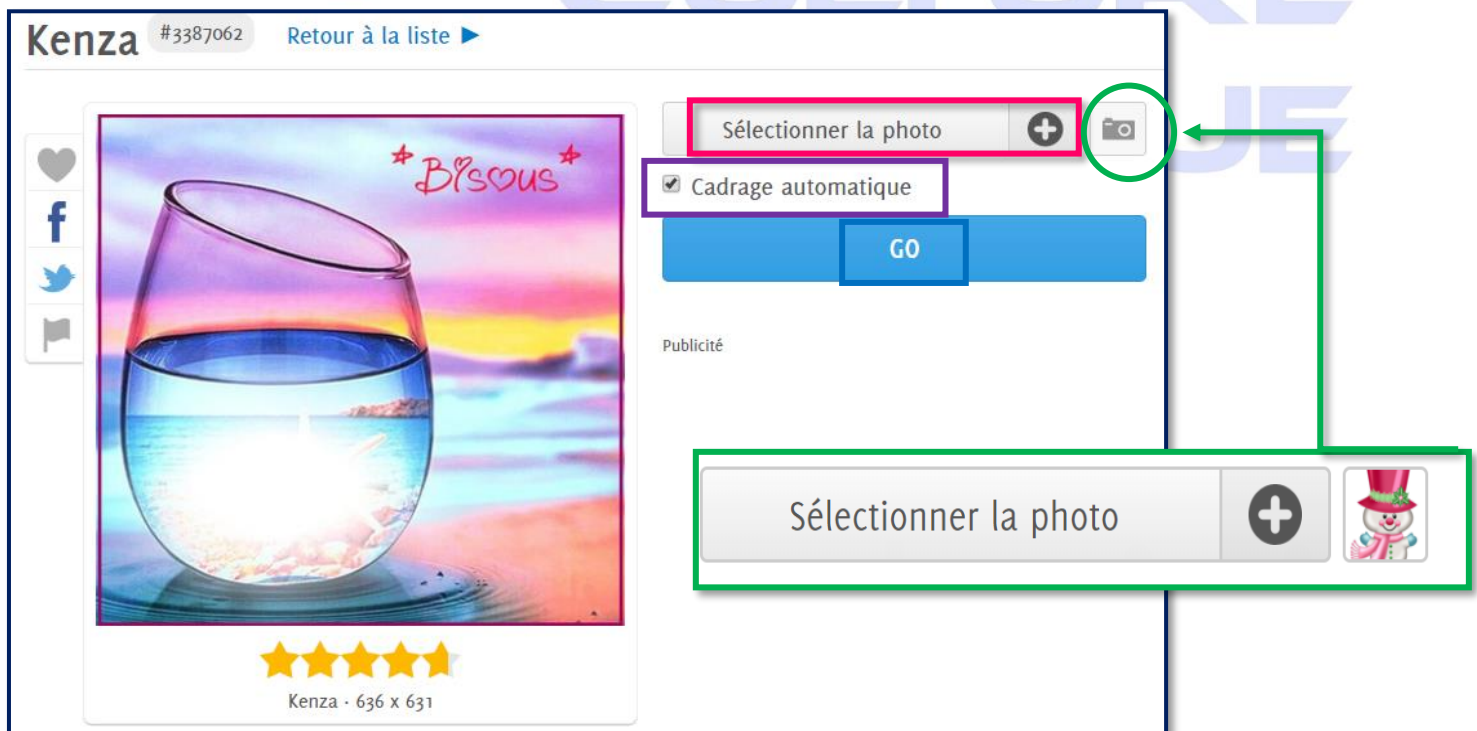 Kenza #3387062 Retour à la liste ►
Sélectionner la photo
*Bisous*
Cadrage automatique
GO
Publicité
Sélectionner la photo
Kenza · 636 x 631